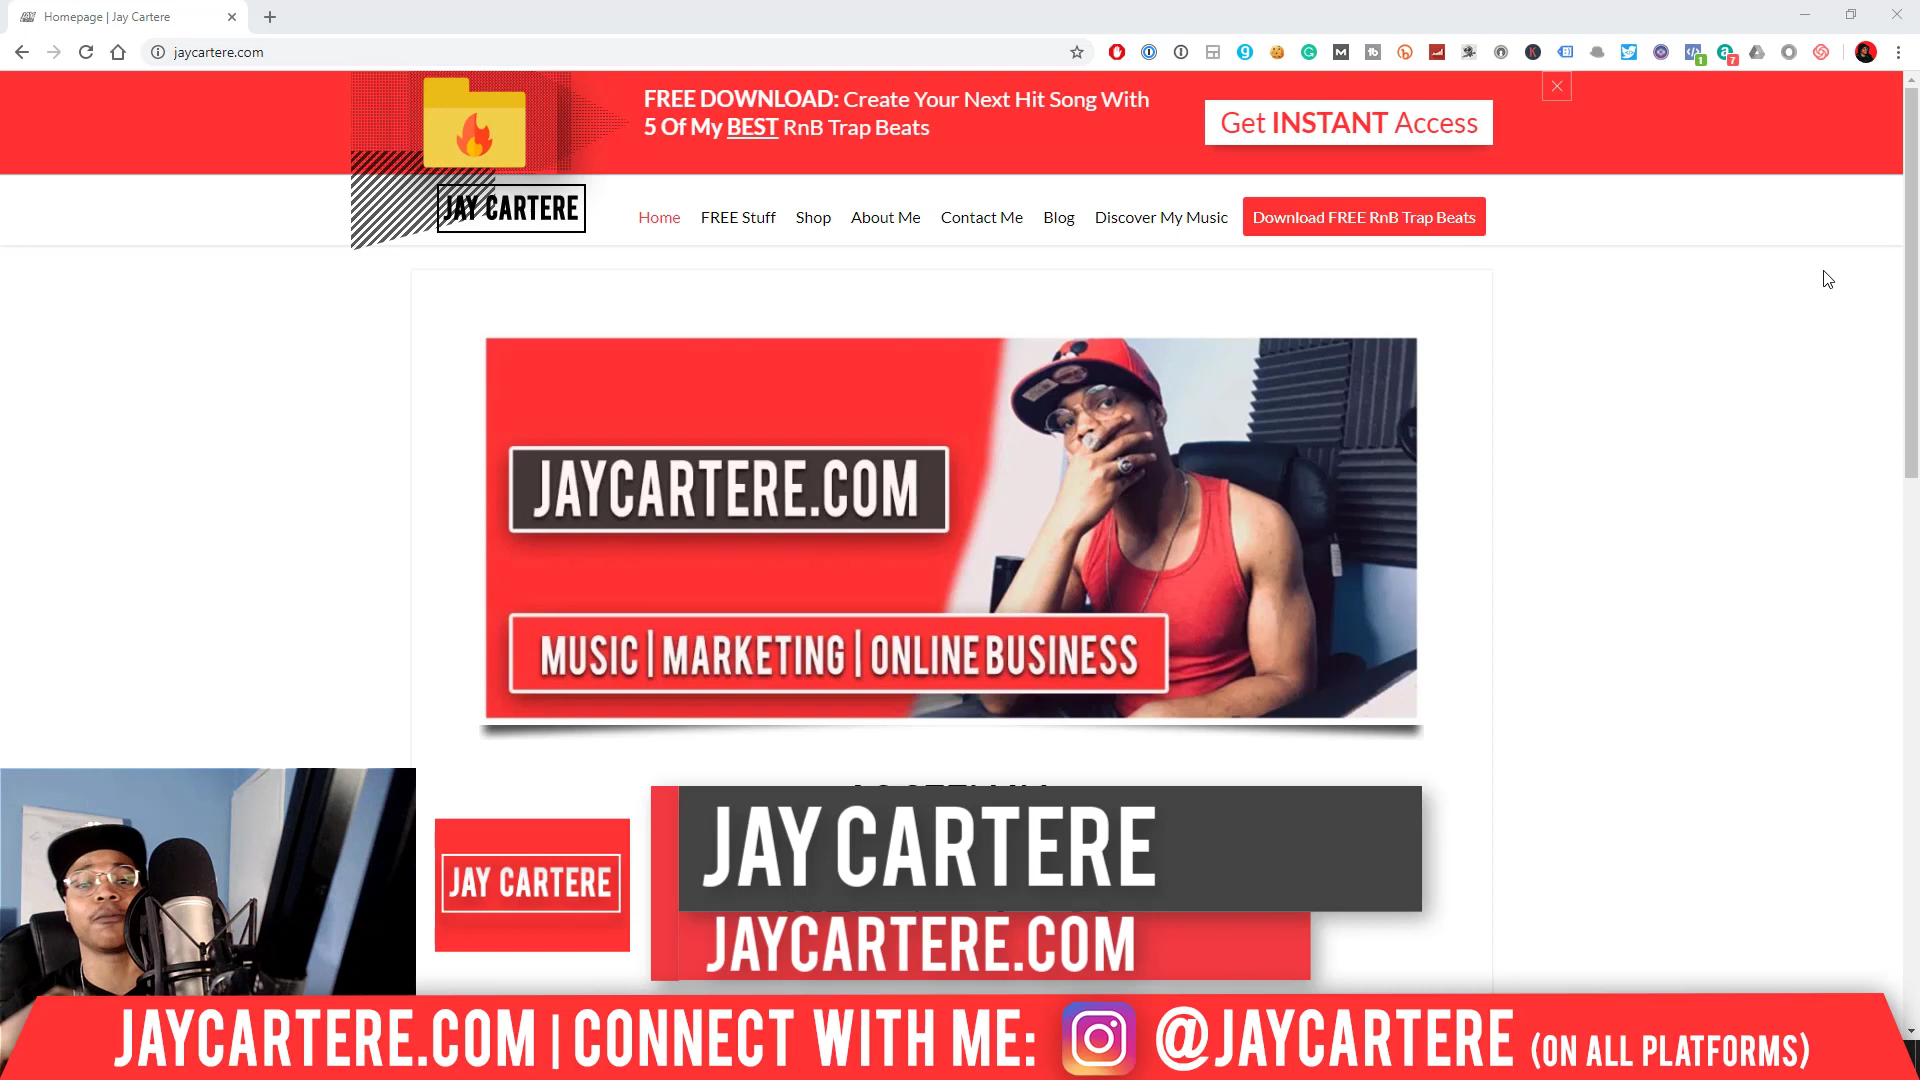 Homepage | Jay Cartere
jaycartere.com
FREE DOWNLOAD: Create Your Next Hit Song With
5 Of My BEST RnB Trap Beats
Get INSTANT Access
JAY CARTERE
Home
FREE Stuff
Shop
About Me
Contact Me
Blog
Discover My Music
Download FREE RnB Trap Beats
JAYCARTERE.COM
MUSIC | MARKETING | ONLINE BUSINESS
JAY CARTERE
JAY CARTERE
JAYCARTERE.COM
JAYCARTERE.COM | CONNECT WITH ME: @JAYCARTERE (ON ALL PLATFORMS)